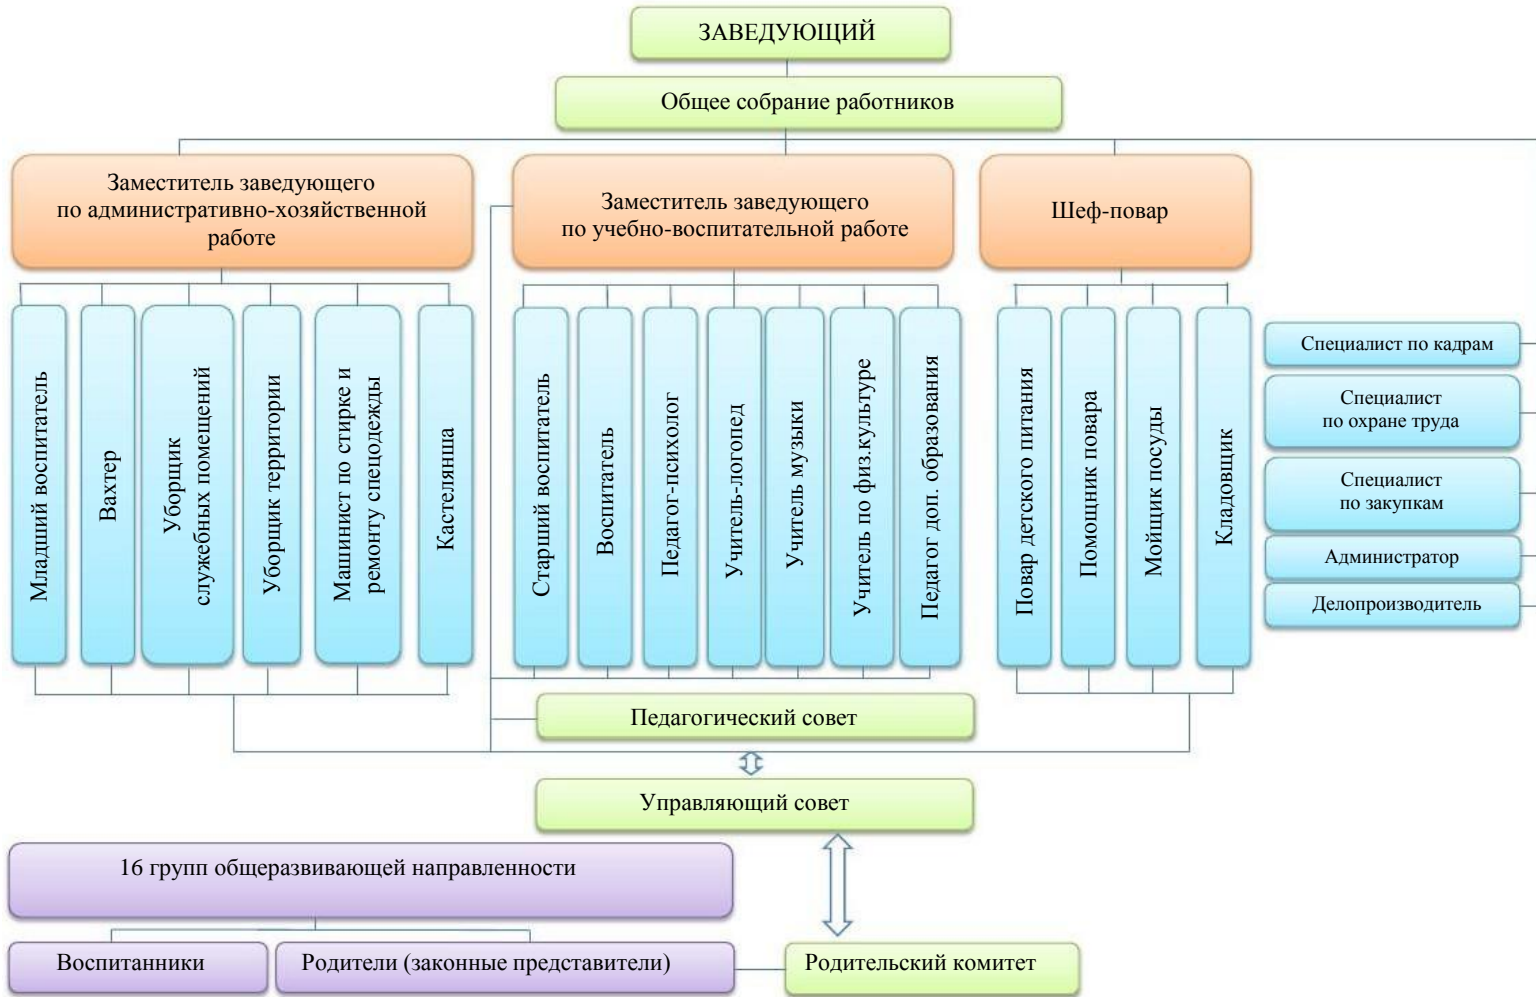 ЗАВЕДУЮЩИЙ
Общее собрание работников
Заместитель заведующего
по административно-хозяйственной
работе
Заместитель заведующего
по учебно-воспитательной работе
Шеф-повар
Младший воспитатель
Вахтер
Уборщик
служебных помещений
Уборщик территории
Машинист по стирке и
ремонту спецодежды
Кастелянша
Старший воспитатель
Воспитатель
Педагог-психолог
Учитель-логопед
Учитель музыки
Учитель по физ.культуре
Педагог доп. образования
Повар детского питания
Помощник повара
Мойщик посуды
Кладовщик
Специалист по кадрам
Специалист
по охране труда
Специалист
по закупкам
Администратор
Делопроизводитель
Педагогический совет
Управляющий совет
16 групп общеразвивающей направленности
Воспитанники
Родители (законные представители)
Родительский комитет